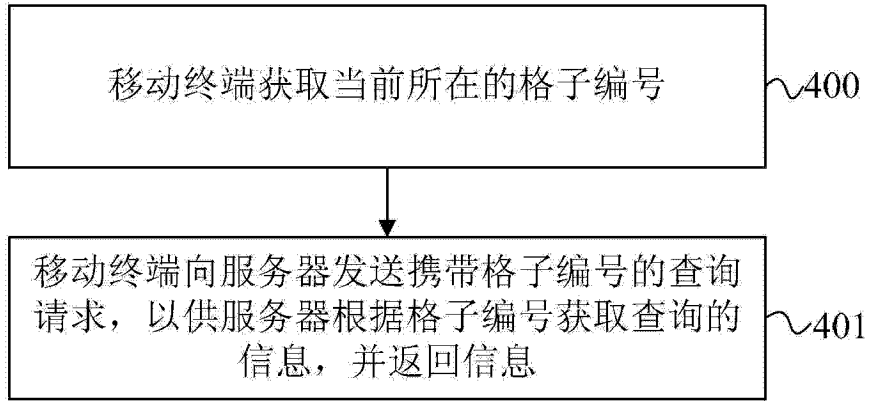 移动终端获取当前所在的格子编号
400
移动终端向服务器发送携带格子编号的查询
请求，以供服务器根据格子编号获取查询的
信息，并返回信息
401